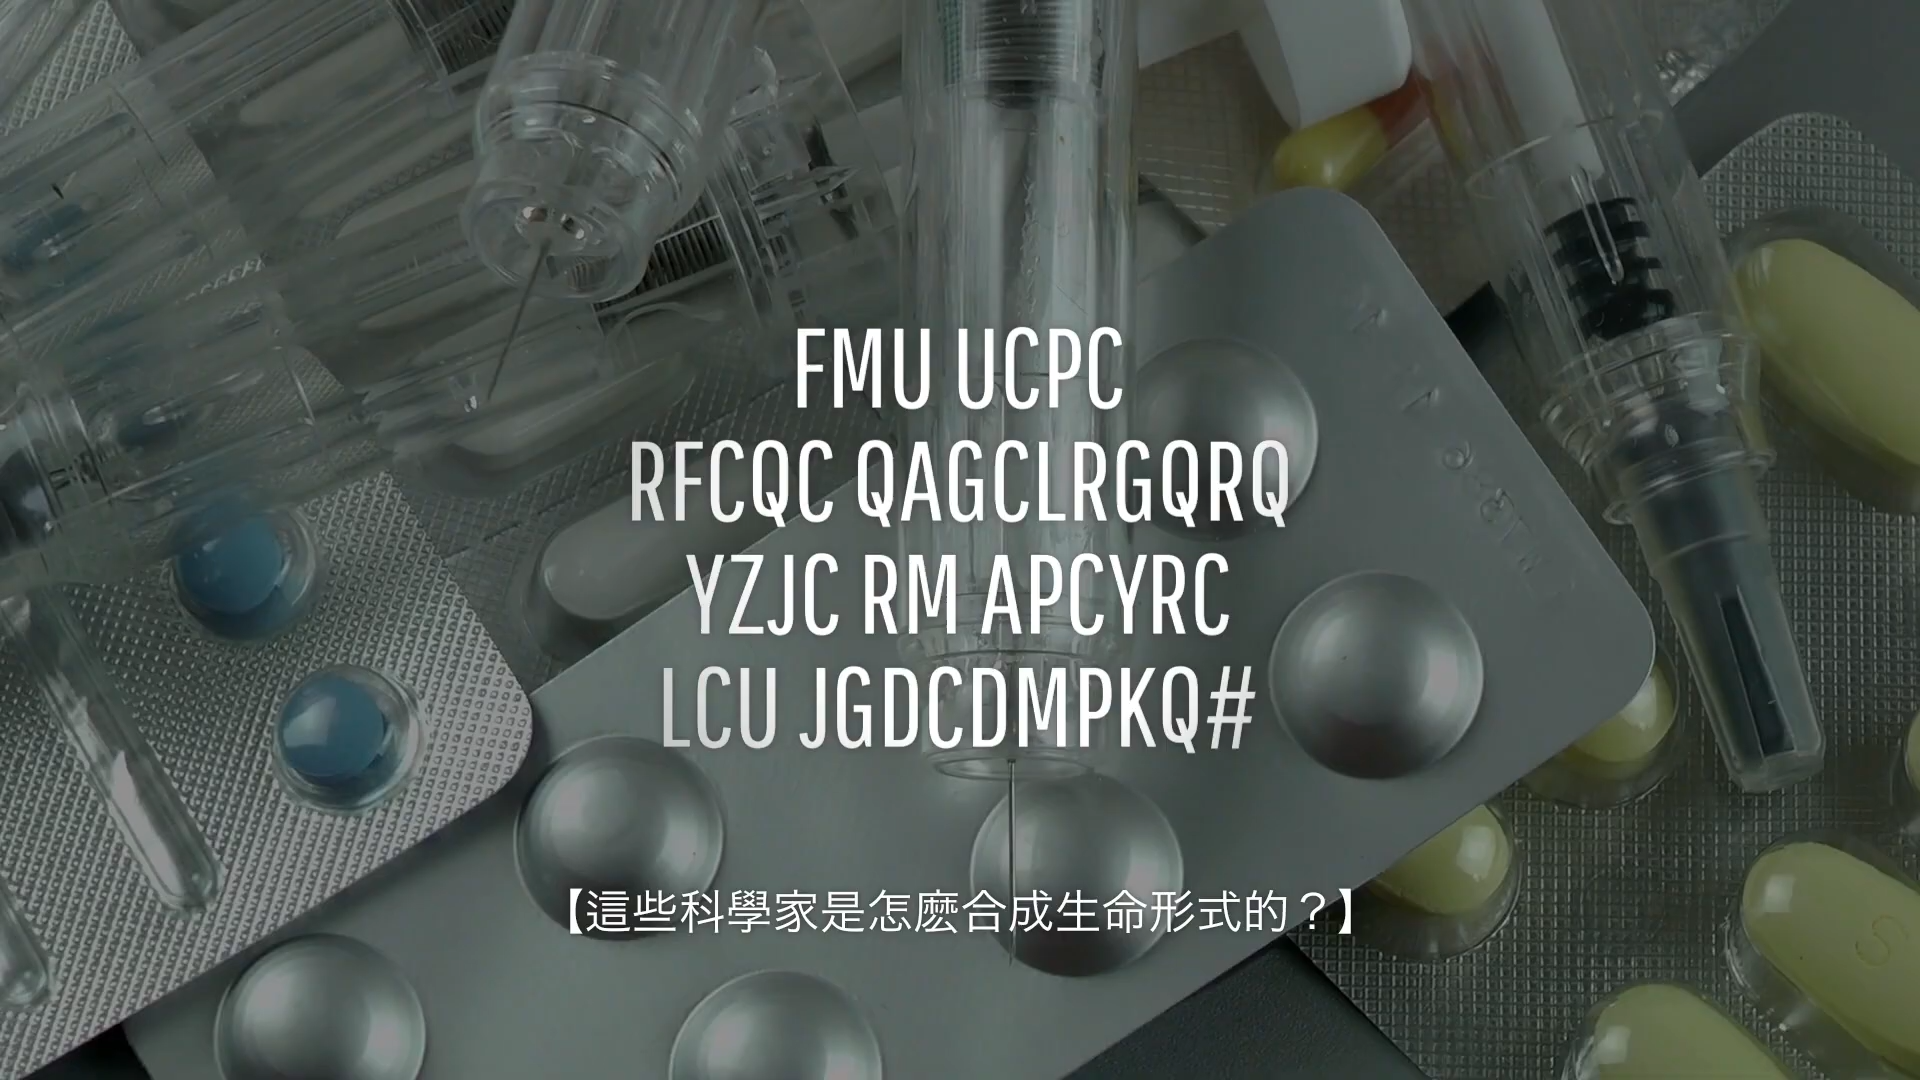 FMU UCPC
RFCQC QAGCLRGQRQ
YZJC RM APCYRC
LCU JGDCDMPKQ#
【這些科學家是怎麽合成生命形式的？】